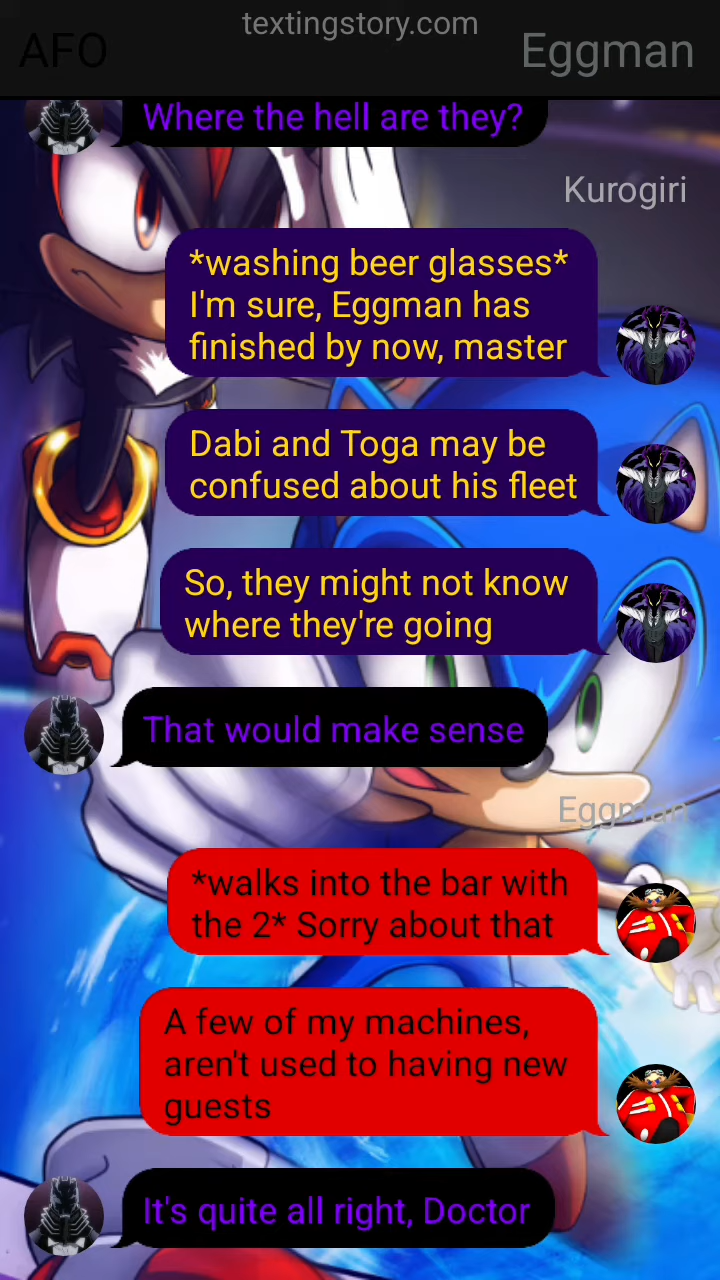 textingstory.com
AFO
Eggman
Where the hell are they?
Kurogiri
*washing beer glasses*
I'm sure, Eggman has
finished by now, master
Dabi and Toga may be
confused about his fleet
So, they might not know
where they're going
That would make sense
Eggman
*walks into the bar with
the 2* Sorry about that
A few of my machines,
aren't used to having new
guests
It's quite all right, Doctor